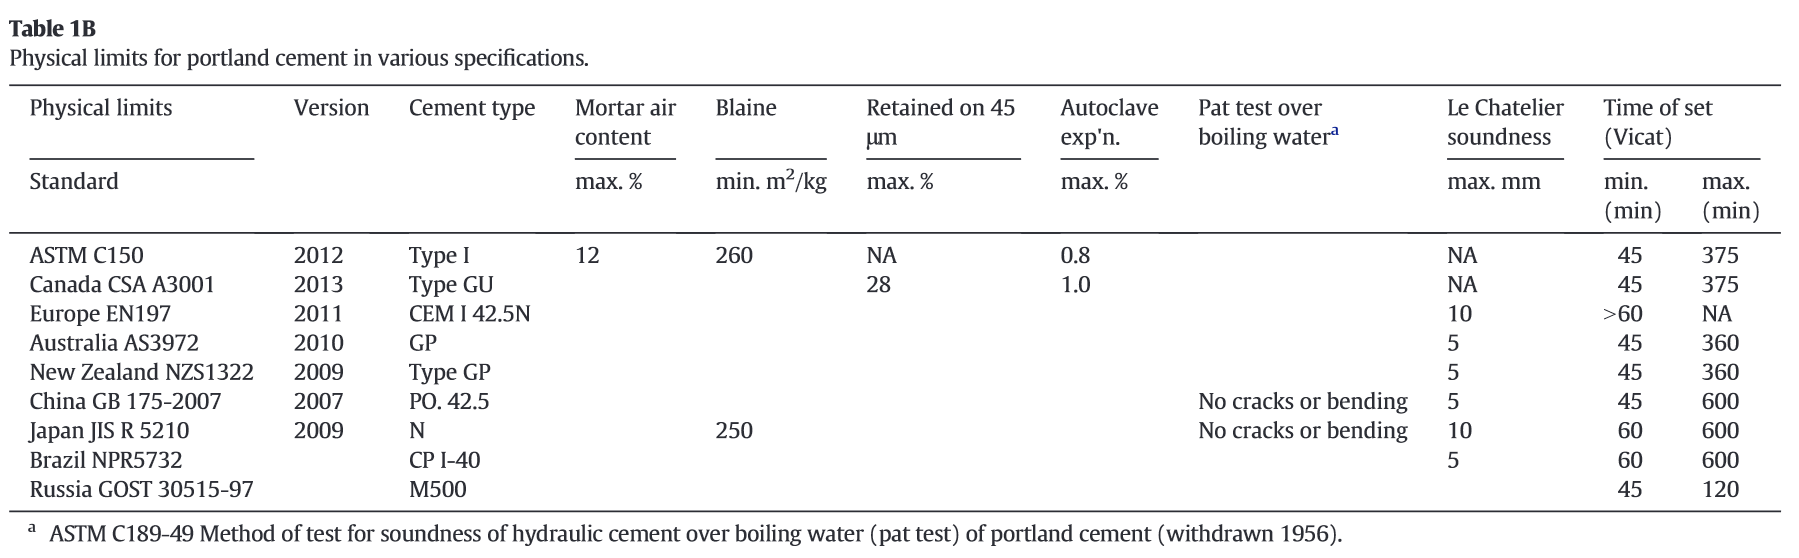 Table 1B
Physical limits for portland cement in various specifications.
Physical limits Version Cement type Mortar air content Blaine Retained on 45 μm Autoclave exp'n. Pat test over boiling waterᵃ Le Chatelier soundness Time of set (Vicat)
Standard max. % min. m²/kg max. % max. % max. mm min. (min) max. (min)
ASTM C150 2012 Type I 12 260 NA 0.8 NA 45 375
Canada CSA A3001 2013 Type GU 28 1.0 NA 45 375
Europe EN197 2011 CEM I 42.5N 10 >60 NA
Australia AS3972 2010 GP 5 45 360
New Zealand NZS1322 2009 Type GP 5 45 360
China GB 175-2007 2007 PO. 42.5 No cracks or bending 5 45 600
Japan JIS R 5210 2009 N 250 No cracks or bending 10 60 600
Brazil NPR5732 CP I-40 5 60 600
Russia GOST 30515-97 M500 45 120
ᵃ ASTM C189-49 Method of test for soundness of hydraulic cement over boiling water (pat test) of portland cement (withdrawn 1956).